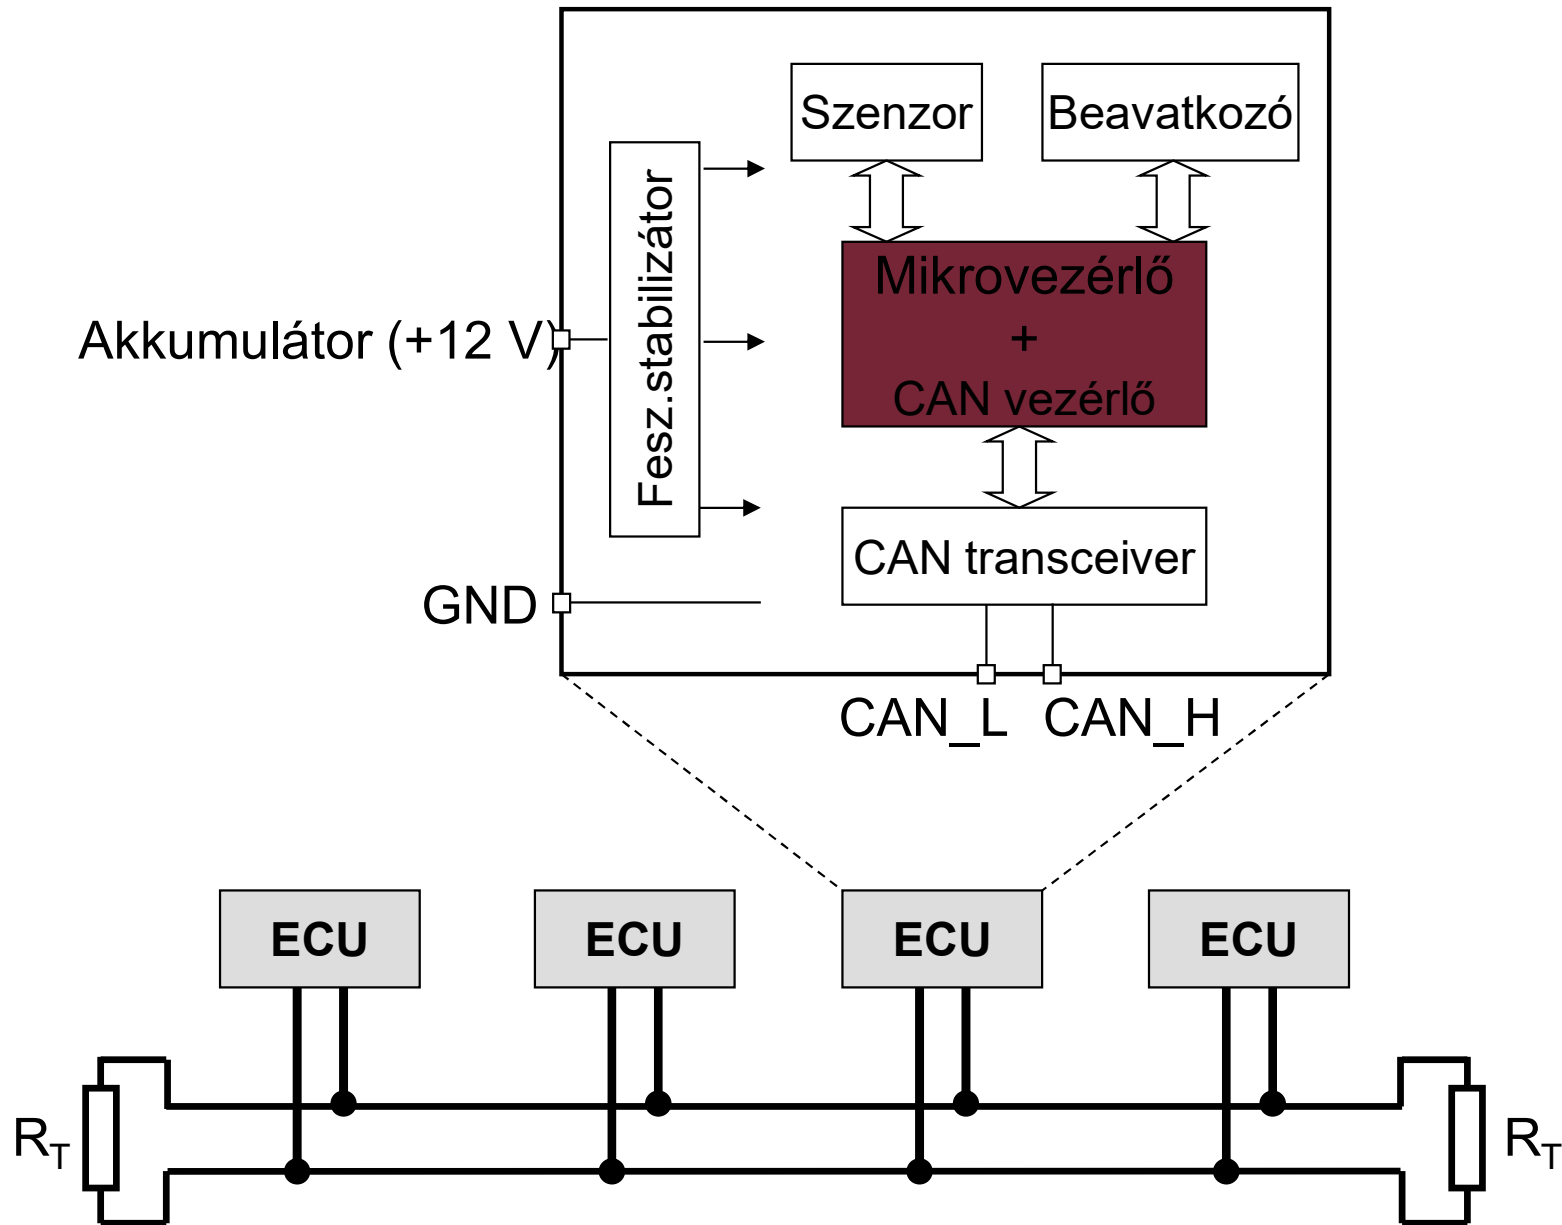 Szenzor
Beavatkozó
Fesz.stabilizátor
Mikrovezérlő
+
CAN vezérlő
Akkumulátor (+12 V)
CAN transceiver
GND
CAN_L
CAN_H
ECU
ECU
ECU
ECU
RT
RT